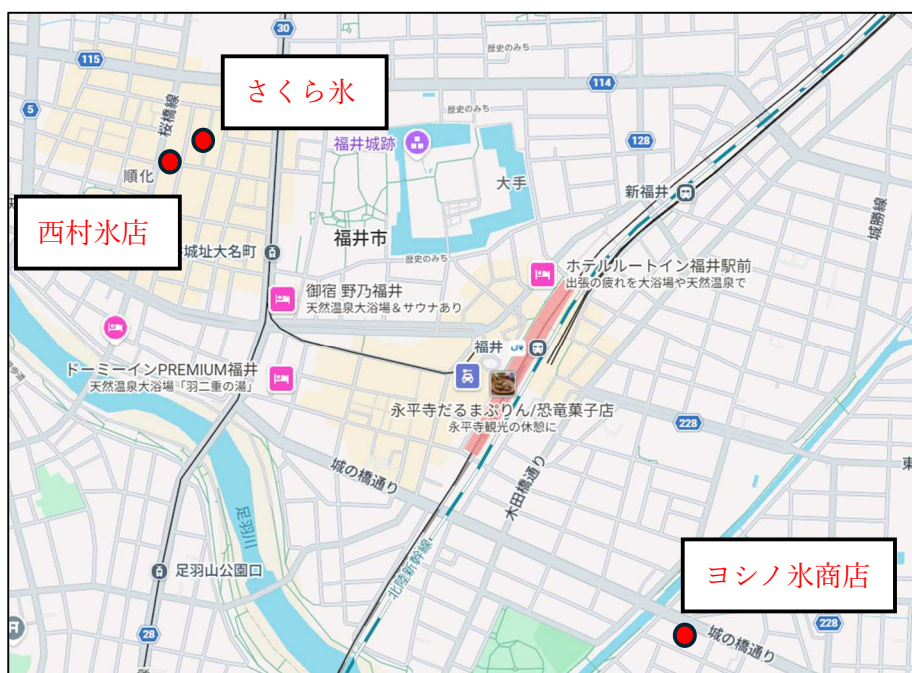 30
歴史のみち
115
さくら氷
114
5
桜橋線
歴史のみち
128
福井城跡
順化
大手
新福井
城勝線
西村氷店
福井市
城址大名町
歴史のみち
ホテルルートイン福井駅前
出張の疲れを大浴場や天然温泉で
御宿 野乃福井
天然温泉大浴場＆サウナあり
福井
JR
ドーミーインPREMIUM福井
天然温泉大浴場「羽二重の湯」
永平寺だるまぷりん/恐竜菓子店
永平寺観光の休憩に
228
城の橋通り
木田橋通り
東
足羽川
北陸新幹線
足羽山公園口
ヨシノ氷商店
228
28
城の橋通り